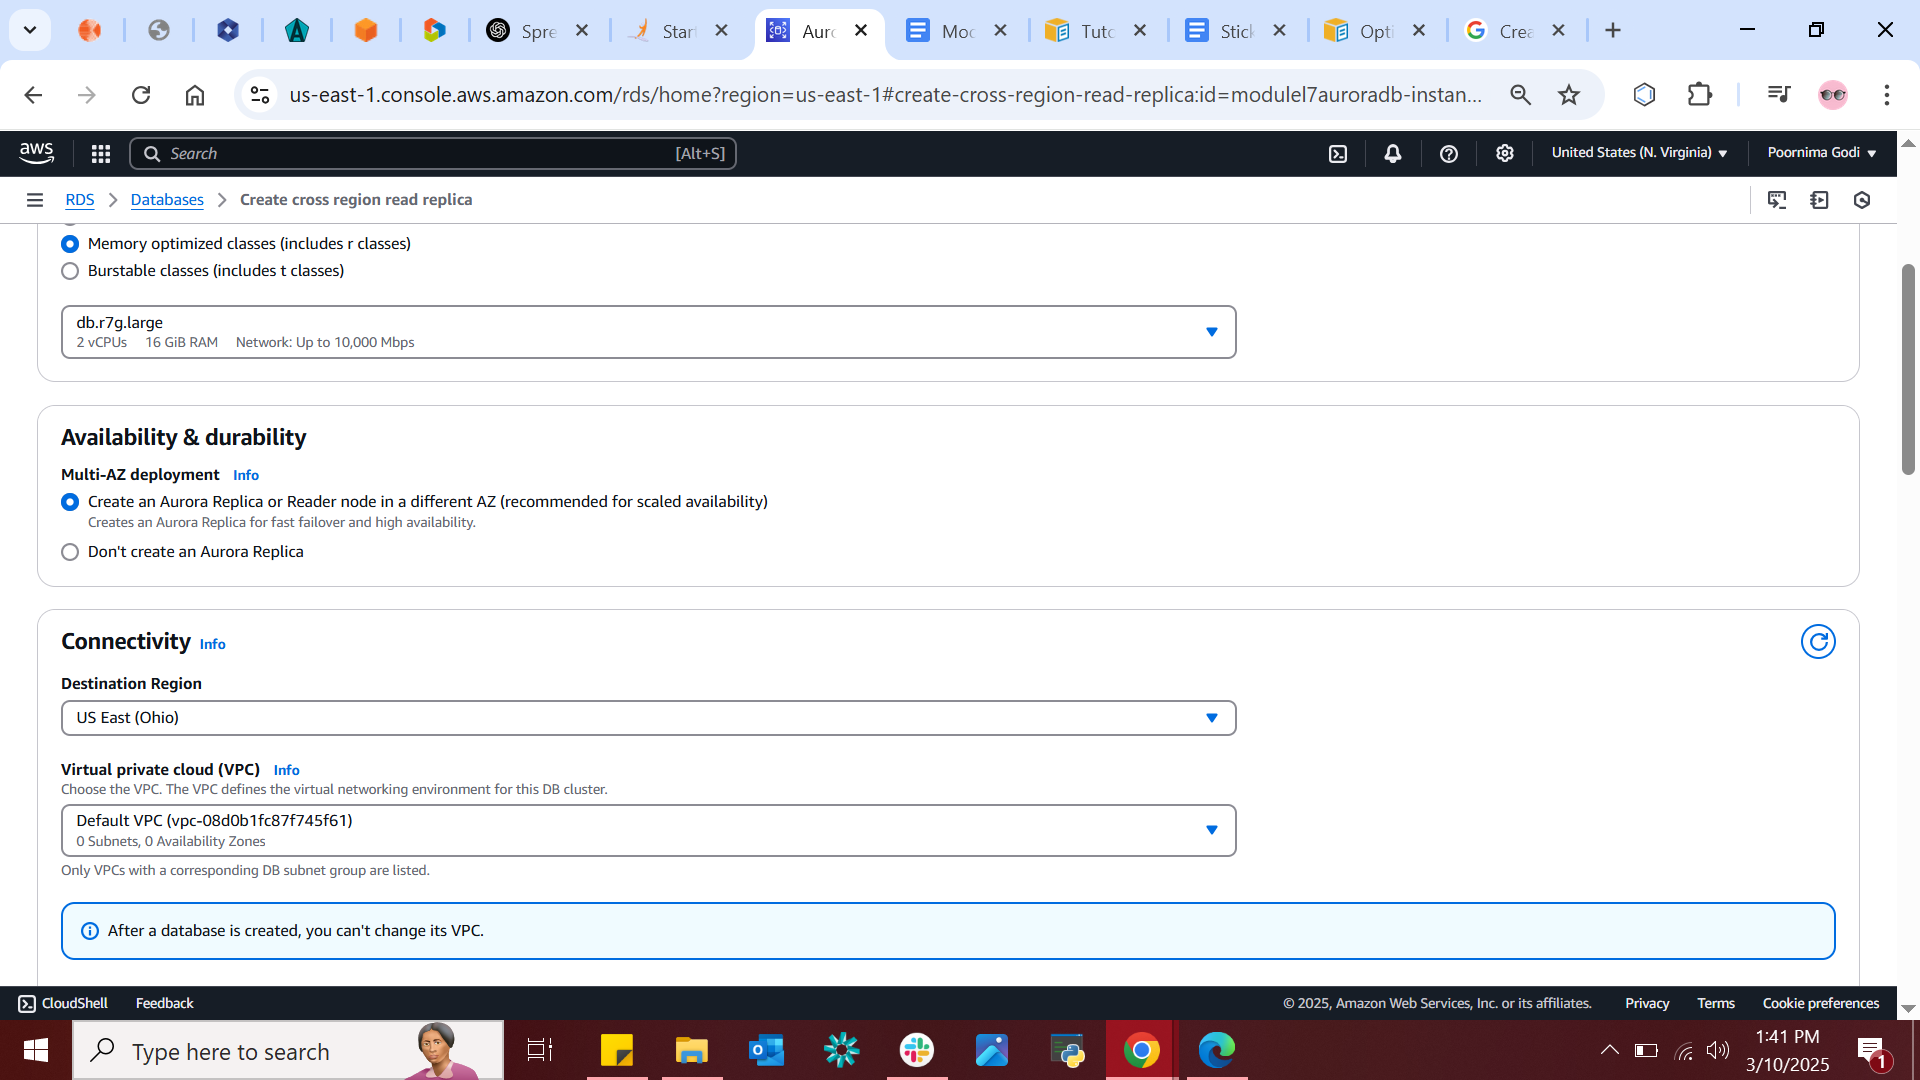 Spre
Star
Auro
Moc
Tuto
Stick
Opti
Crea
us-east-1.console.aws.amazon.com/rds/home?region=us-east-1#create-cross-region-read-replica:id=modulel7auroradb-instan...
aws
Search
[Alt+S]
United States (N. Virginia)
Poornima Godi
RDS
Databases
Create cross region read replica
Memory optimized classes (includes r classes)
Burstable classes (includes t classes)
db.r7g.large
2 vCPUs 16 GiB RAM Network: Up to 10,000 Mbps
Availability & durability
Multi-AZ deployment Info
Create an Aurora Replica or Reader node in a different AZ (recommended for scaled availability)
Creates an Aurora Replica for fast failover and high availability.
Don't create an Aurora Replica
Connectivity Info
Destination Region
US East (Ohio)
Virtual private cloud (VPC) Info
Choose the VPC. The VPC defines the virtual networking environment for this DB cluster.
Default VPC (vpc-08d0b1fc87f745f61)
0 Subnets, 0 Availability Zones
Only VPCs with a corresponding DB subnet group are listed.
After a database is created, you can't change its VPC.
CloudShell
Feedback
© 2025, Amazon Web Services, Inc. or its affiliates.
Privacy
Terms
Cookie preferences
Type here to search
1:41 PM
3/10/2025
1